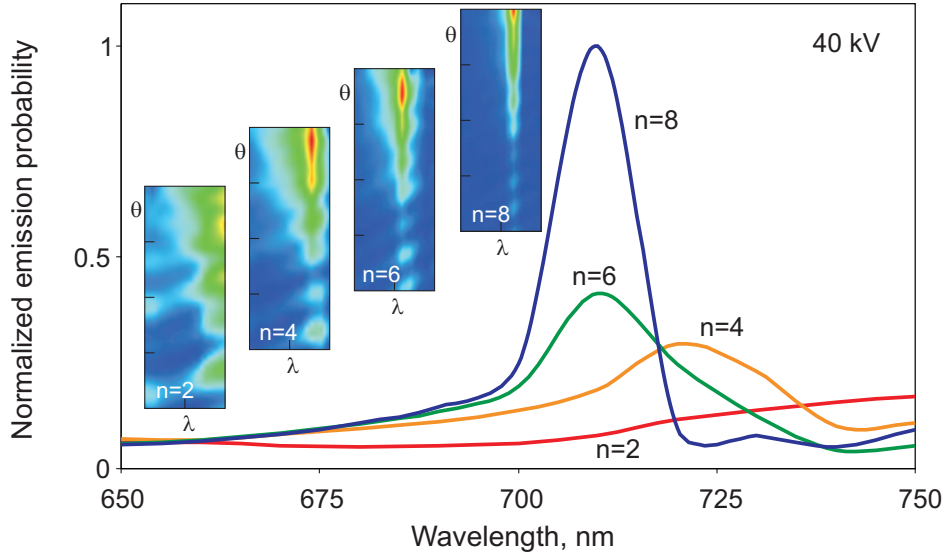 Normalized emission probability
1
0.5
0
40 kV
θ
n=8
λ
θ
n=6
λ
θ
n=4
λ
θ
n=2
λ
n=8
n=6
n=4
n=2
650
675
700
725
750
Wavelength, nm